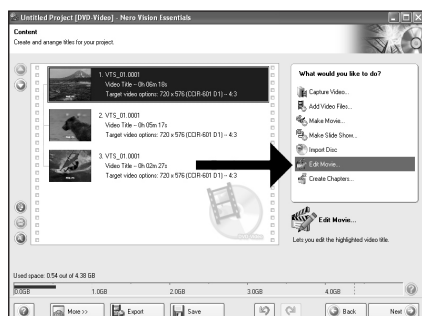 Untitled Project [DVD-Video] - Nero Vision Essentials
Content
Create and arrange titles for your project.
1. VTS_01.0001
Video Title – 0h 06m 18s
Target video options: 720 x 576 (CCIR-601 D1) – 4:3
2. VTS_01.0001
Video Title – 0h 05m 17s
Target video options: 720 x 576 (CCIR-601 D1) – 4:3
3. VTS_01.0001
Video Title – 0h 02m 27s
Target video options: 720 x 576 (CCIR-601 D1) – 4:3
What would you like to do?
Capture Video...
Add Video Files...
Make Movie...
Make Slide Show...
Import Disc
Edit Movie...
Create Chapters...
Edit Movie...
Lets you edit the highlighted video title.
Used space: 0.54 out of 4.38 GB
0.0GB 1.0GB 2.0GB 3.0GB 4.0GB
More >> Export Save Back Next